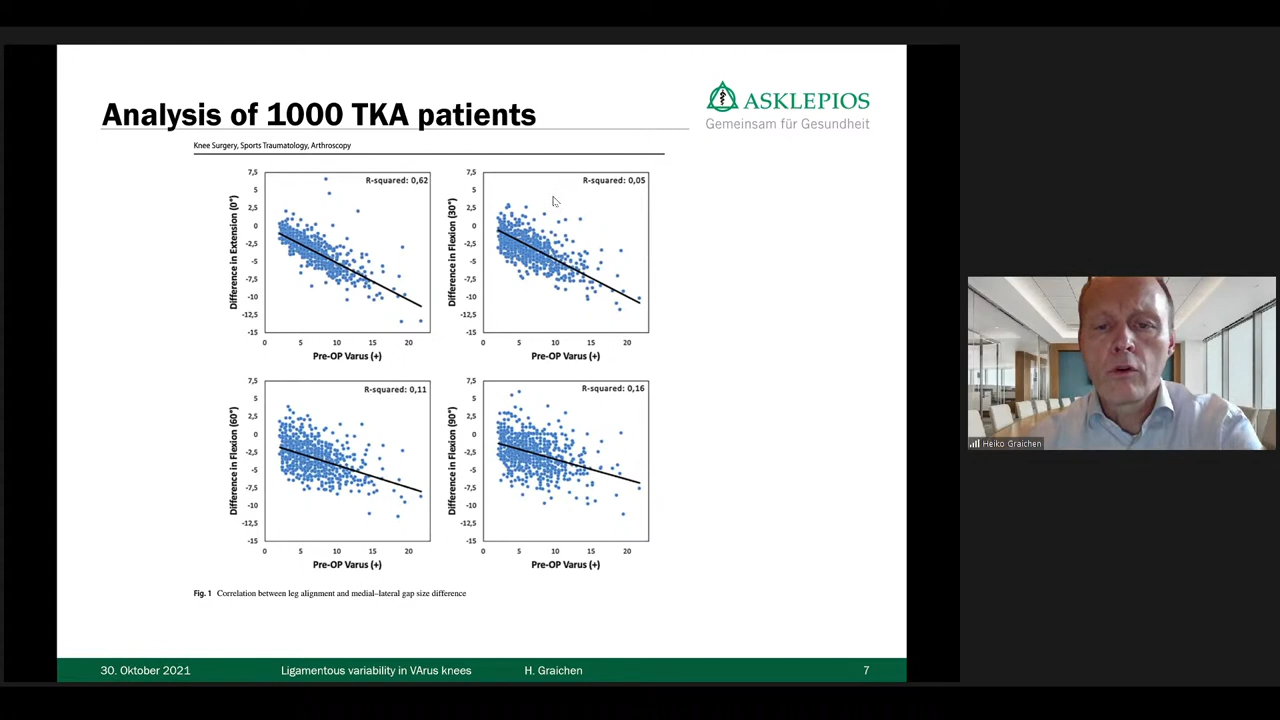 Analysis of 1000 TKA patients
ASKLEPIOS
Gemeinsam für Gesundheit
Knee Surgery, Sports Traumatology, Arthroscopy
R-squared: 0,62
7,5
5
2,5
0
-2,5
-5
-7,5
-10
-12,5
-15
Difference in Extension (0°)
0 5 10 15 20
Pre-OP Varus (+)
R-squared: 0,05
7,5
5
2,5
0
-2,5
-5
-7,5
-10
-12,5
-15
Difference in Flexion (30°)
0 5 10 15 20
Pre-OP Varus (+)
R-squared: 0,11
7,5
5
2,5
0
-2,5
-5
-7,5
-10
-12,5
-15
Difference in Flexion (60°)
0 5 10 15 20
Pre-OP Varus (+)
R-squared: 0,16
7,5
5
2,5
0
-2,5
-5
-7,5
-10
-12,5
-15
Difference in Flexion (90°)
0 5 10 15 20
Pre-OP Varus (+)
Fig. 1 Correlation between leg alignment and medial–lateral gap size difference
30. Oktober 2021 Ligamentous variability in VArus knees H. Graichen 7
Heiko Graichen